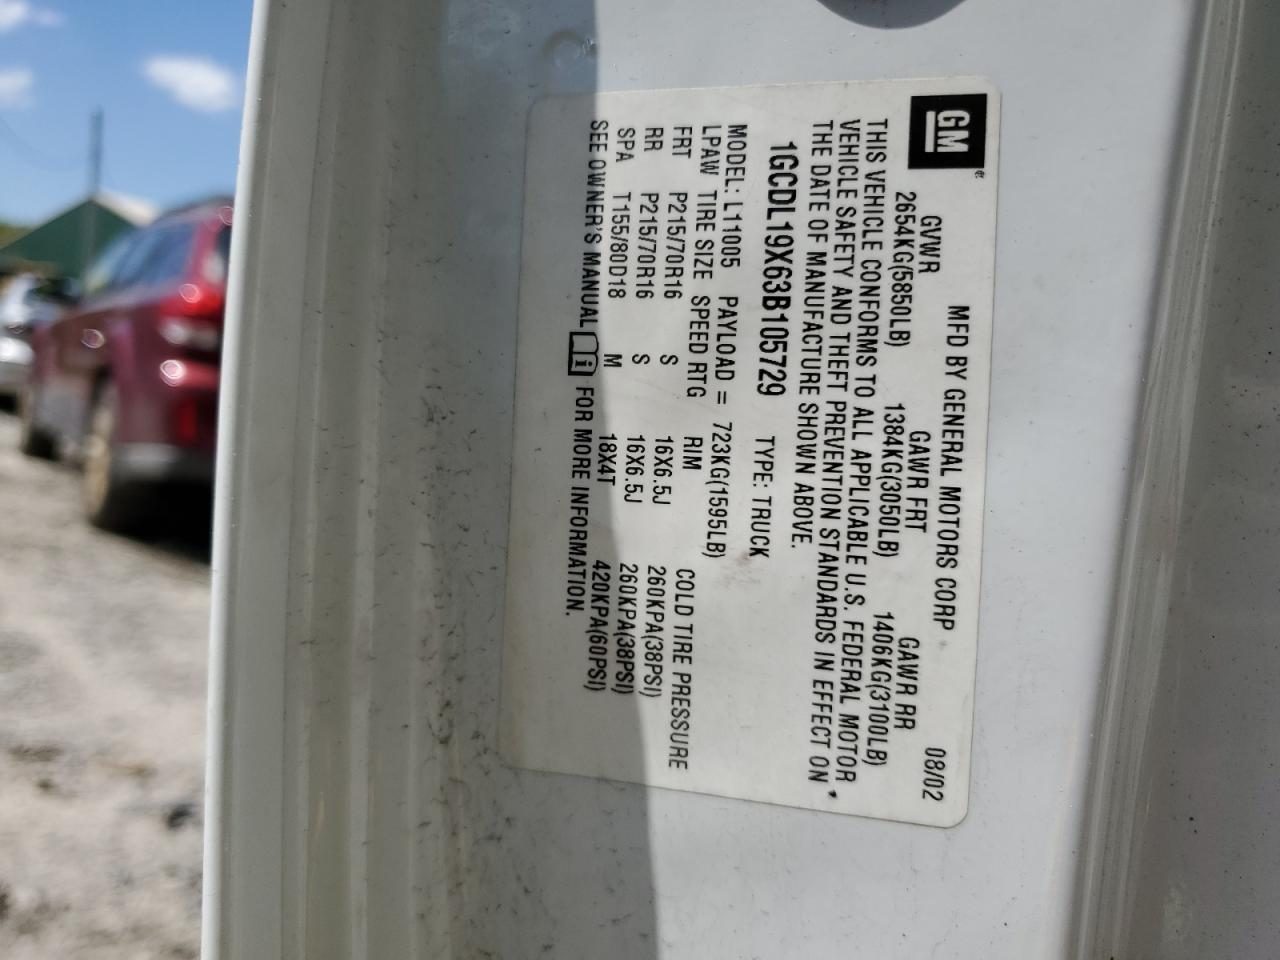 GM
MFD BY GENERAL MOTORS CORP 08/02
GVWR GAWR FRT GAWR RR
2654KG(5850LB) 1384KG(3050LB) 1406KG(3100LB)
THIS VEHICLE CONFORMS TO ALL APPLICABLE U.S. FEDERAL MOTOR
VEHICLE SAFETY AND THEFT PREVENTION STANDARDS IN EFFECT ON
THE DATE OF MANUFACTURE SHOWN ABOVE.
1GCDL19X63B105729 TYPE: TRUCK
MODEL: L11005 PAYLOAD = 723KG(1595LB)
LPAW TIRE SIZE SPEED RTG RIM COLD TIRE PRESSURE
FRT P215/70R16 S 16X6.5J 260KPA(38PSI)
RR P215/70R16 S 16X6.5J 260KPA(38PSI)
SPA T155/80D18 M 18X4T 420KPA(60PSI)
SEE OWNER'S MANUAL i FOR MORE INFORMATION.